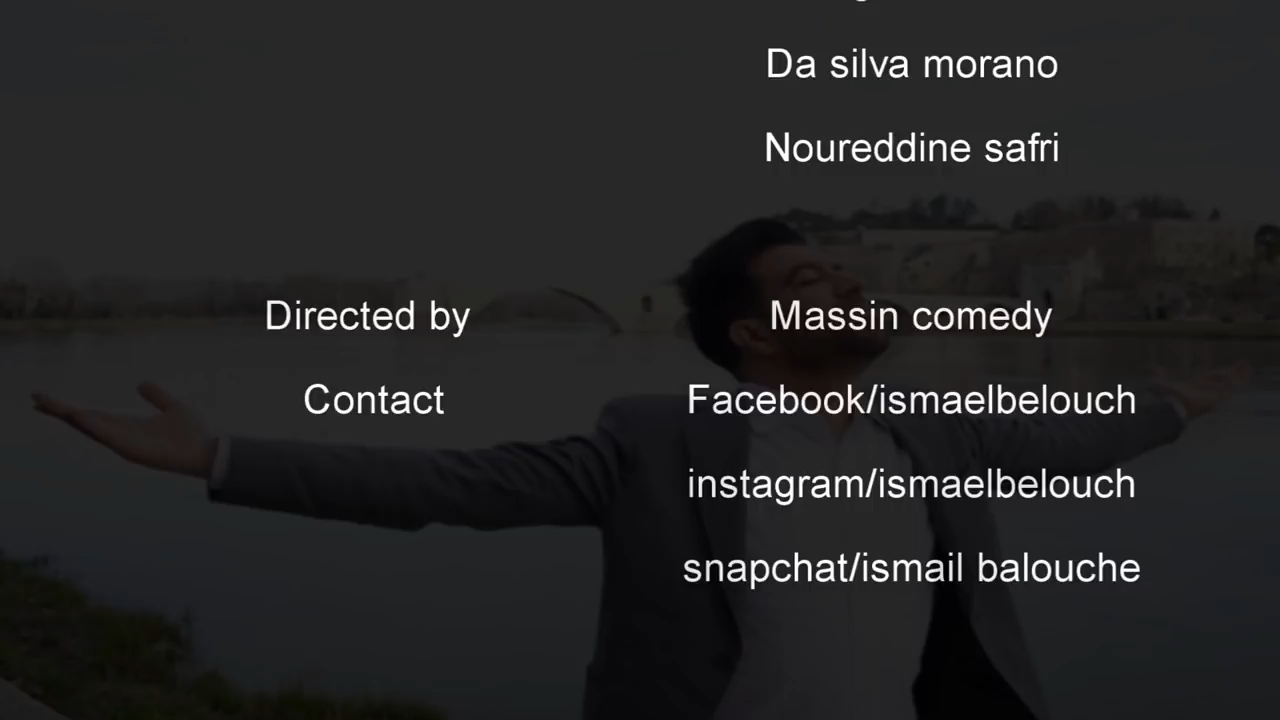 Da silva morano
Noureddine safri
Directed by Massin comedy
Contact Facebook/ismaelbelouch
instagram/ismaelbelouch
snapchat/ismail balouche